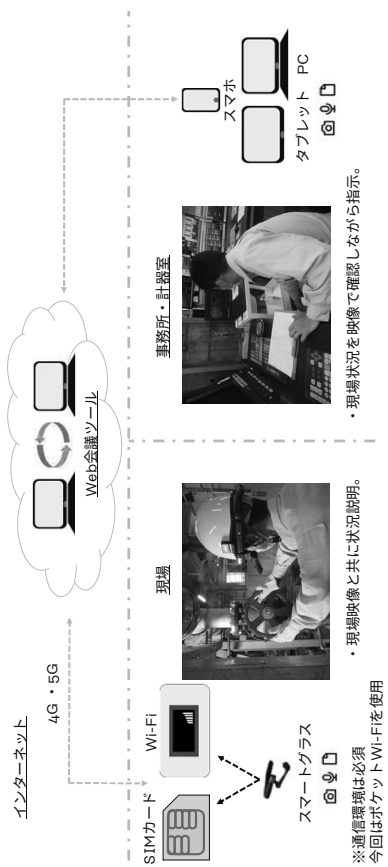 インターネット
4G・5G
Web会議ツール
SIMカード
Wi-Fi
スマートグラス
※通信環境は必須
今回はポケットWi-Fiを使用
現場
・現場映像と共に状況説明。
事務所・計器室
・現場状況を映像で確認しながら指示。
スマホ
タブレット PC